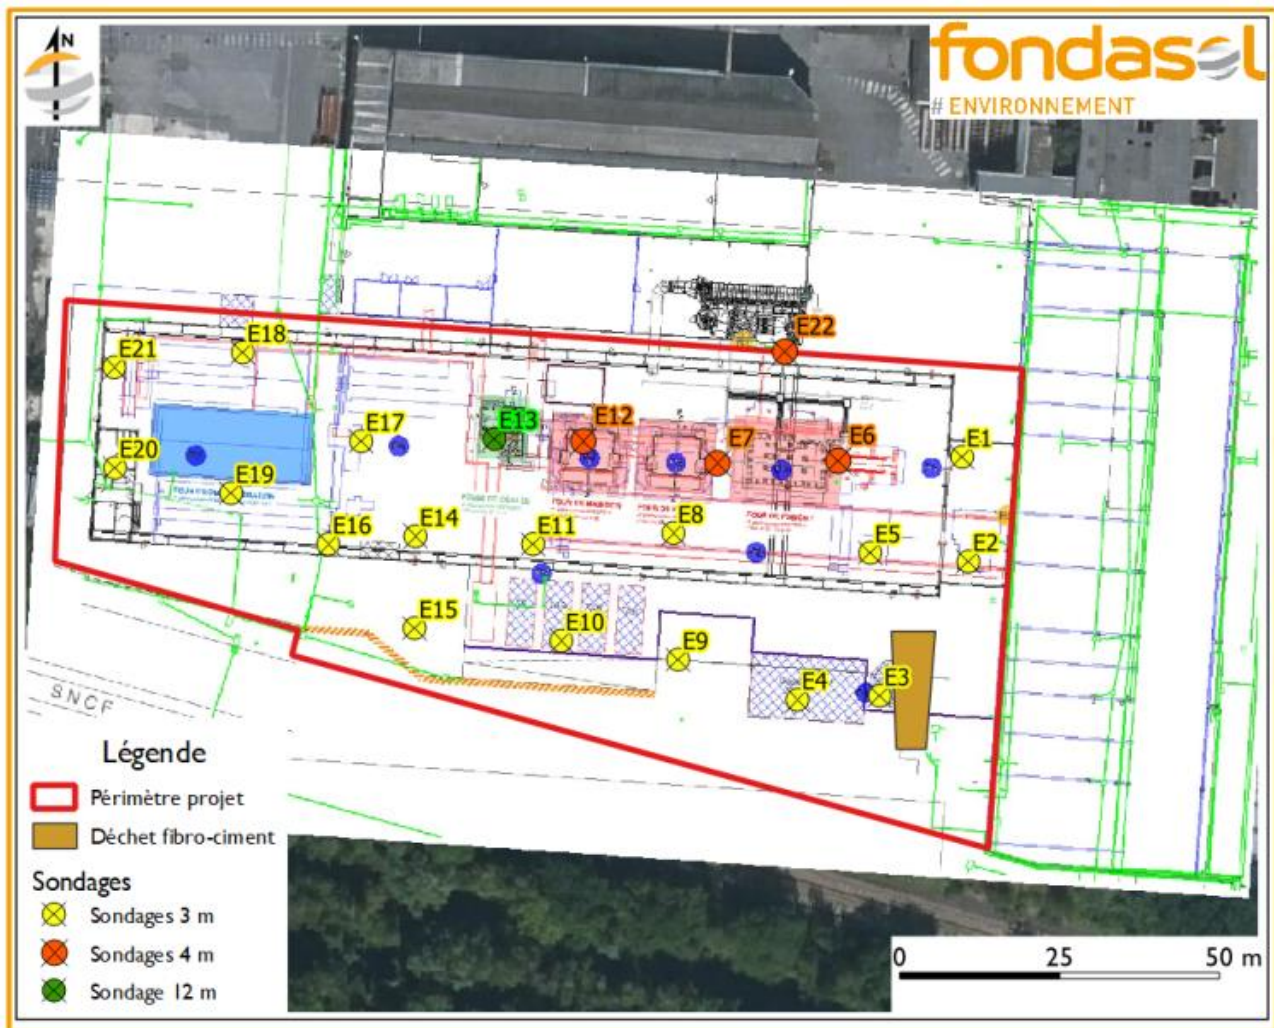 N
fondasol
# ENVIRONNEMENT
E22
E18
E21
E17
E13
E12
E7
E6
E1
E20
E19
E16
E14
E11
E8
E5
E2
E15
E10
E9
E4
E3
SNCF
Légende
Périmètre projet
Déchet fibro-ciment
Sondages
Sondages 3 m
Sondages 4 m
Sondage 12 m
0 25 50 m